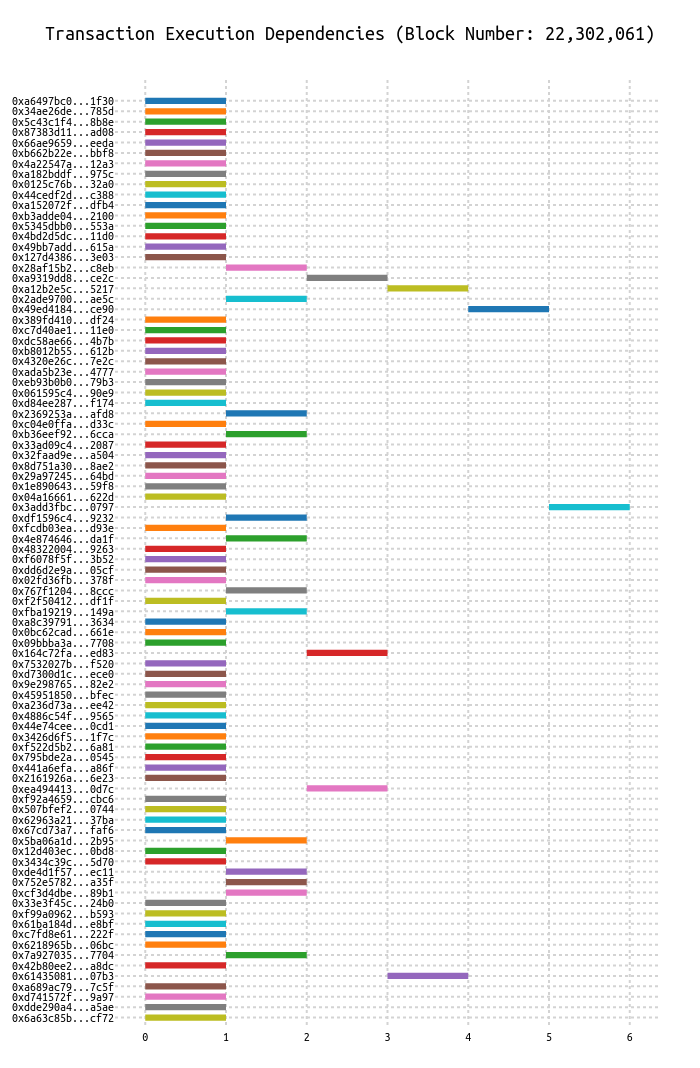 Transaction Execution Dependencies (Block Number: 22,302,061)
0xa6497bc0...1f30
0x34ae26de...785d
0x5c43c1f4...8b8e
0x87383d11...ad08
0x66ae9659...eeda
0xb662b22e...bbf8
0x4a22547a...12a3
0xa182bddf...975c
0x0125c76b...32a0
0x44cedf2d...c388
0xa152072f...dfb4
0xb3adde04...2100
0x5345dbb0...553a
0x4bd2d5dc...11d0
0x49bb7add...615a
0x127d4386...3e03
0x28af15b2...c8eb
0xa9319dd8...ce2c
0xa12b2e5c...5217
0x2ade9700...ae5c
0x49ed4184...ce90
0x389fd410...df24
0xc7d40ae1...11e0
0xdc58ae66...4b7b
0xb8012b55...612b
0x4320e26c...7e2c
0xada5b23e...4777
0xeb93b0b0...79b3
0x061595c4...90e9
0xd84ee287...f174
0x2369253a...afd8
0xc04e0ffa...d33c
0xb36eef92...6cca
0x33ad09c4...2087
0x32faad9e...a504
0x8d751a30...8ae2
0x29a97245...64bd
0x1e890643...59f8
0x04a16661...622d
0x3add3fbc...0797
0xdf1596c4...9232
0xfcdb03ea...d93e
0x4e874646...da1f
0x48322004...9263
0xf6078f5f...3b52
0xdd6d2e9a...05cf
0x02fd36fb...378f
0x767f1204...8ccc
0xf2f50412...df1f
0xfba19219...149a
0xa8c39791...3634
0x0bc62cad...661e
0x09bbba3a...7708
0x164c72fa...ed83
0x7532027b...f520
0xd7300d1c...ece0
0x9e298765...82e2
0x45951850...bfec
0xa236d73a...ee42
0x4886c54f...9565
0x44e74cee...0cd1
0x3426d6f5...1f7c
0xf522d5b2...6a81
0x795bde2a...0545
0x441a6efa...a86f
0x2161926a...6e23
0xea494413...0d7c
0xf92a4659...cbc6
0x507bfef2...0744
0x62963a21...37ba
0x67cd73a7...faf6
0x5ba06a1d...2b95
0x12d403ec...0bd8
0x3434c39c...5d70
0xde4d1f57...ec11
0x752e5782...a35f
0xcf3d4dbe...89b1
0x33e3f45c...24b0
0xf99a0962...b593
0x61ba184d...e8bf
0xc7fd8e61...222f
0x6218965b...06bc
0x7a927035...7704
0x42b80ee2...a8dc
0x61435081...07b3
0xa689ac79...7c5f
0xd741572f...9a97
0xdde290a4...a5ae
0x6a63c85b...cf72
0 1 2 3 4 5 6